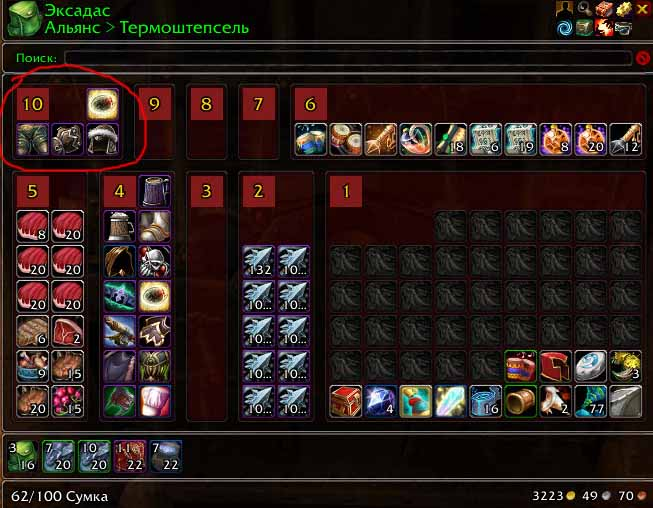 Эксадас
Альянс > Термоштепсель
Поиск:
10 9 8 7 6
18 6 19 8 20 12
5 4 3 2 1
8 20
20 20 132 10...
20 20 10... 10...
6 2 10... 10...
9 15 10... 10... 3
20 15 10... 10... 4 16 2 77
3 16 7 20 10 20 11 22 7 22
62/100 Сумка
3223 49 70